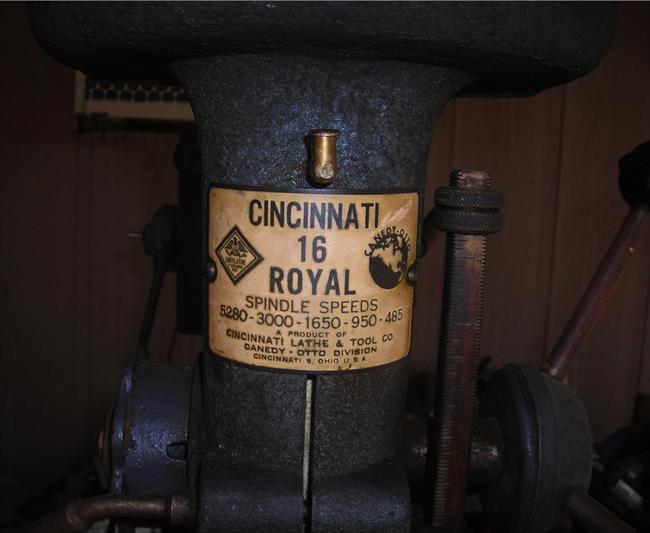 CINCINNATI
16
ROYAL
CANEDY-OTTO
SPINDLE SPEEDS
5280-3000-1650-950-485
A PRODUCT OF
CINCINNATI LATHE & TOOL CO.
CANEDY - OTTO DIVISION
CINCINNATI 9, OHIO U.S.A.